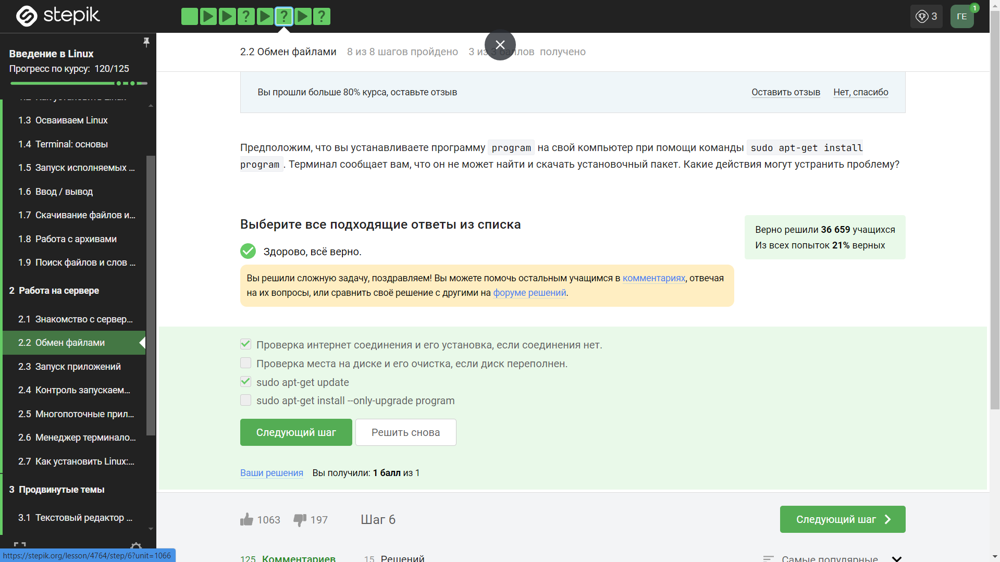 stepik
3
ГЕ
1
Введение в Linux
Прогресс по курсу: 120/125
1.3 Осваиваем Linux
1.4 Terminal: основы
1.5 Запуск исполняемых ...
1.6 Ввод / вывод
1.7 Скачивание файлов и...
1.8 Работа с архивами
1.9 Поиск файлов и слов ...
2 Работа на сервере
2.1 Знакомство с сервер...
2.2 Обмен файлами
2.3 Запуск приложений
2.4 Контроль запускаем...
2.5 Многопоточные прил...
2.6 Менеджер терминало...
2.7 Как установить Linux:...
3 Продвинутые темы
3.1 Текстовый редактор ...
https://stepik.org/lesson/4764/step/6?unit=1066
2.2 Обмен файлами 8 из 8 шагов пройдено 3 из 3 баллов получено
Вы прошли больше 80% курса, оставьте отзыв
Оставить отзыв Нет, спасибо
Предположим, что вы устанавливаете программу program на свой компьютер при помощи команды sudo apt-get install
program . Терминал сообщает вам, что он не может найти и скачать установочный пакет. Какие действия могут устранить проблему?
Выберите все подходящие ответы из списка
Верно решили 36 659 учащихся
Из всех попыток 21% верных
Здорово, всё верно.
Вы решили сложную задачу, поздравляем! Вы можете помочь остальным учащимся в комментариях, отвечая
на их вопросы, или сравнить своё решение с другими на форуме решений.
Проверка интернет соединения и его установка, если соединения нет.
Проверка места на диске и его очистка, если диск переполнен.
sudo apt-get update
sudo apt-get install --only-upgrade program
Следующий шаг Решить снова
Ваши решения Вы получили: 1 балл из 1
1063 197 Шаг 6
Следующий шаг
125 Комментариев 15 Решений
Самые популярные